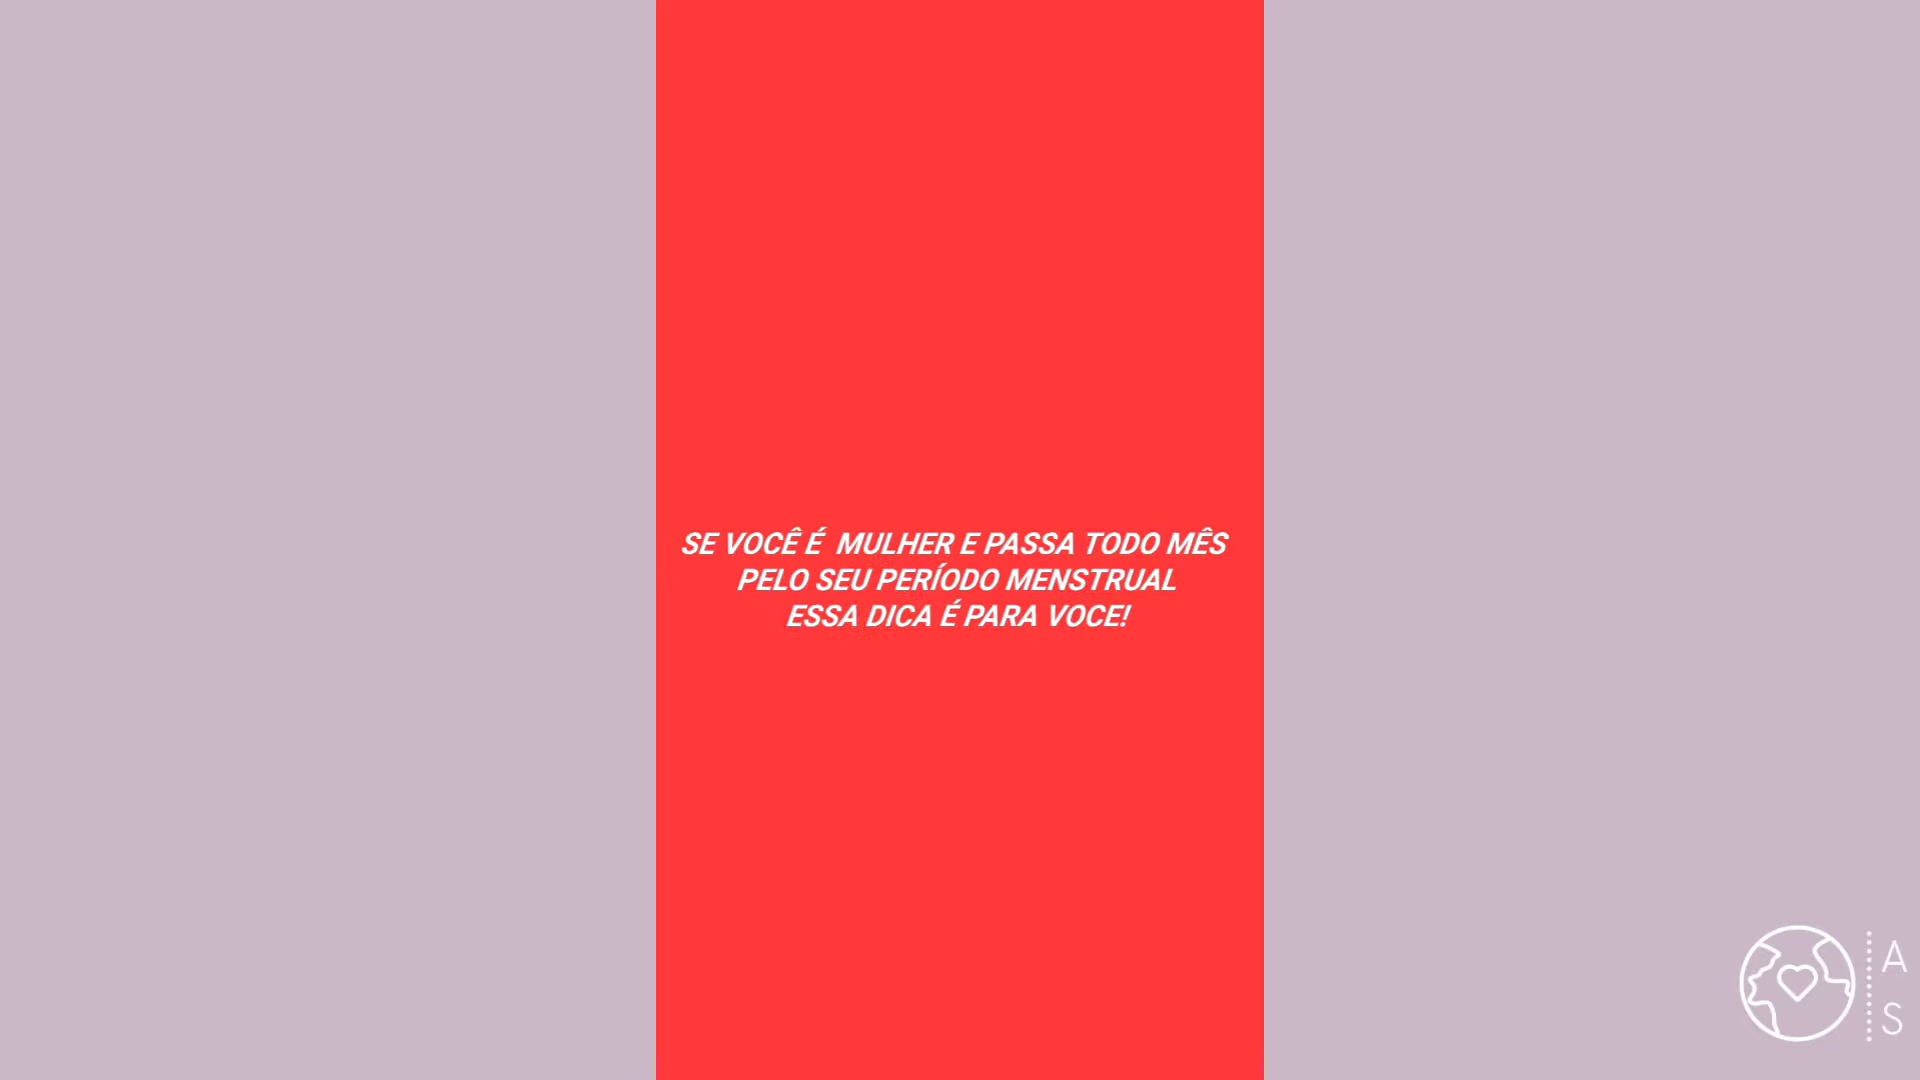 SE VOCÊ É  MULHER E PASSA TODO MÊS
PELO SEU PERÍODO MENSTRUAL
ESSA DICA É PARA VOCE!
A
S